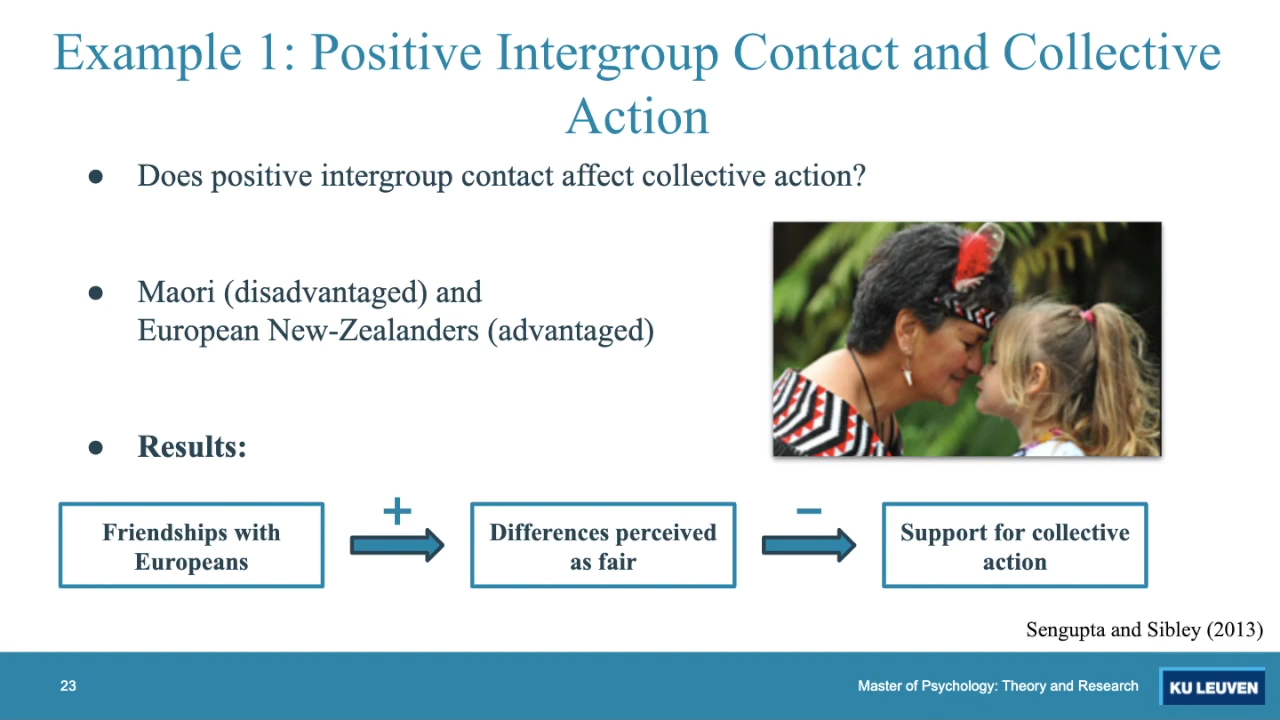 Example 1: Positive Intergroup Contact and Collective
Action
● Does positive intergroup contact affect collective action?
● Maori (disadvantaged) and
European New-Zealanders (advantaged)
● Results:
Friendships with
Europeans
+
Differences perceived
as fair
−
Support for collective
action
Sengupta and Sibley (2013)
23
Master of Psychology: Theory and Research
KU LEUVEN